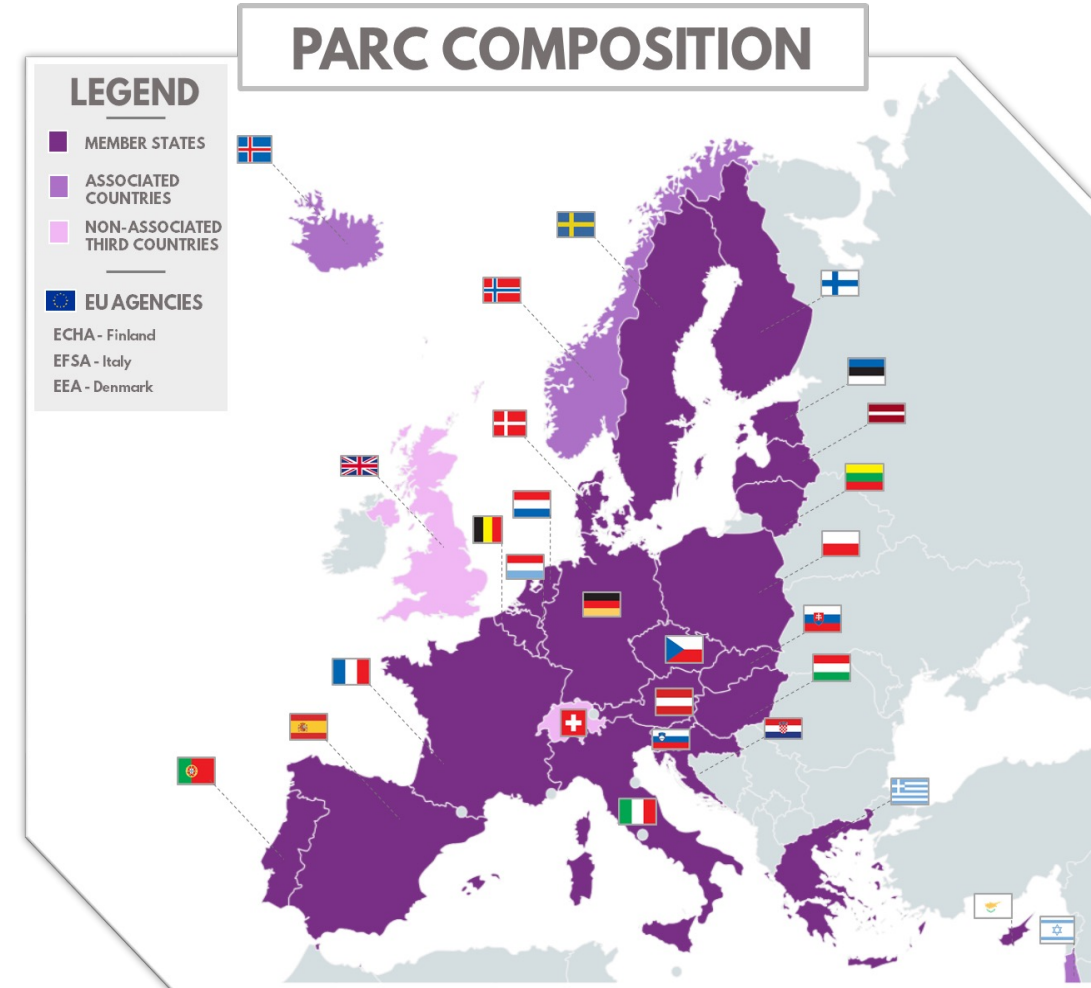 PARC COMPOSITION
LEGEND
MEMBER STATES
ASSOCIATED
COUNTRIES
NON-ASSOCIATED
THIRD COUNTRIES
EU AGENCIES
ECHA - Finland
EFSA - Italy
EEA - Denmark